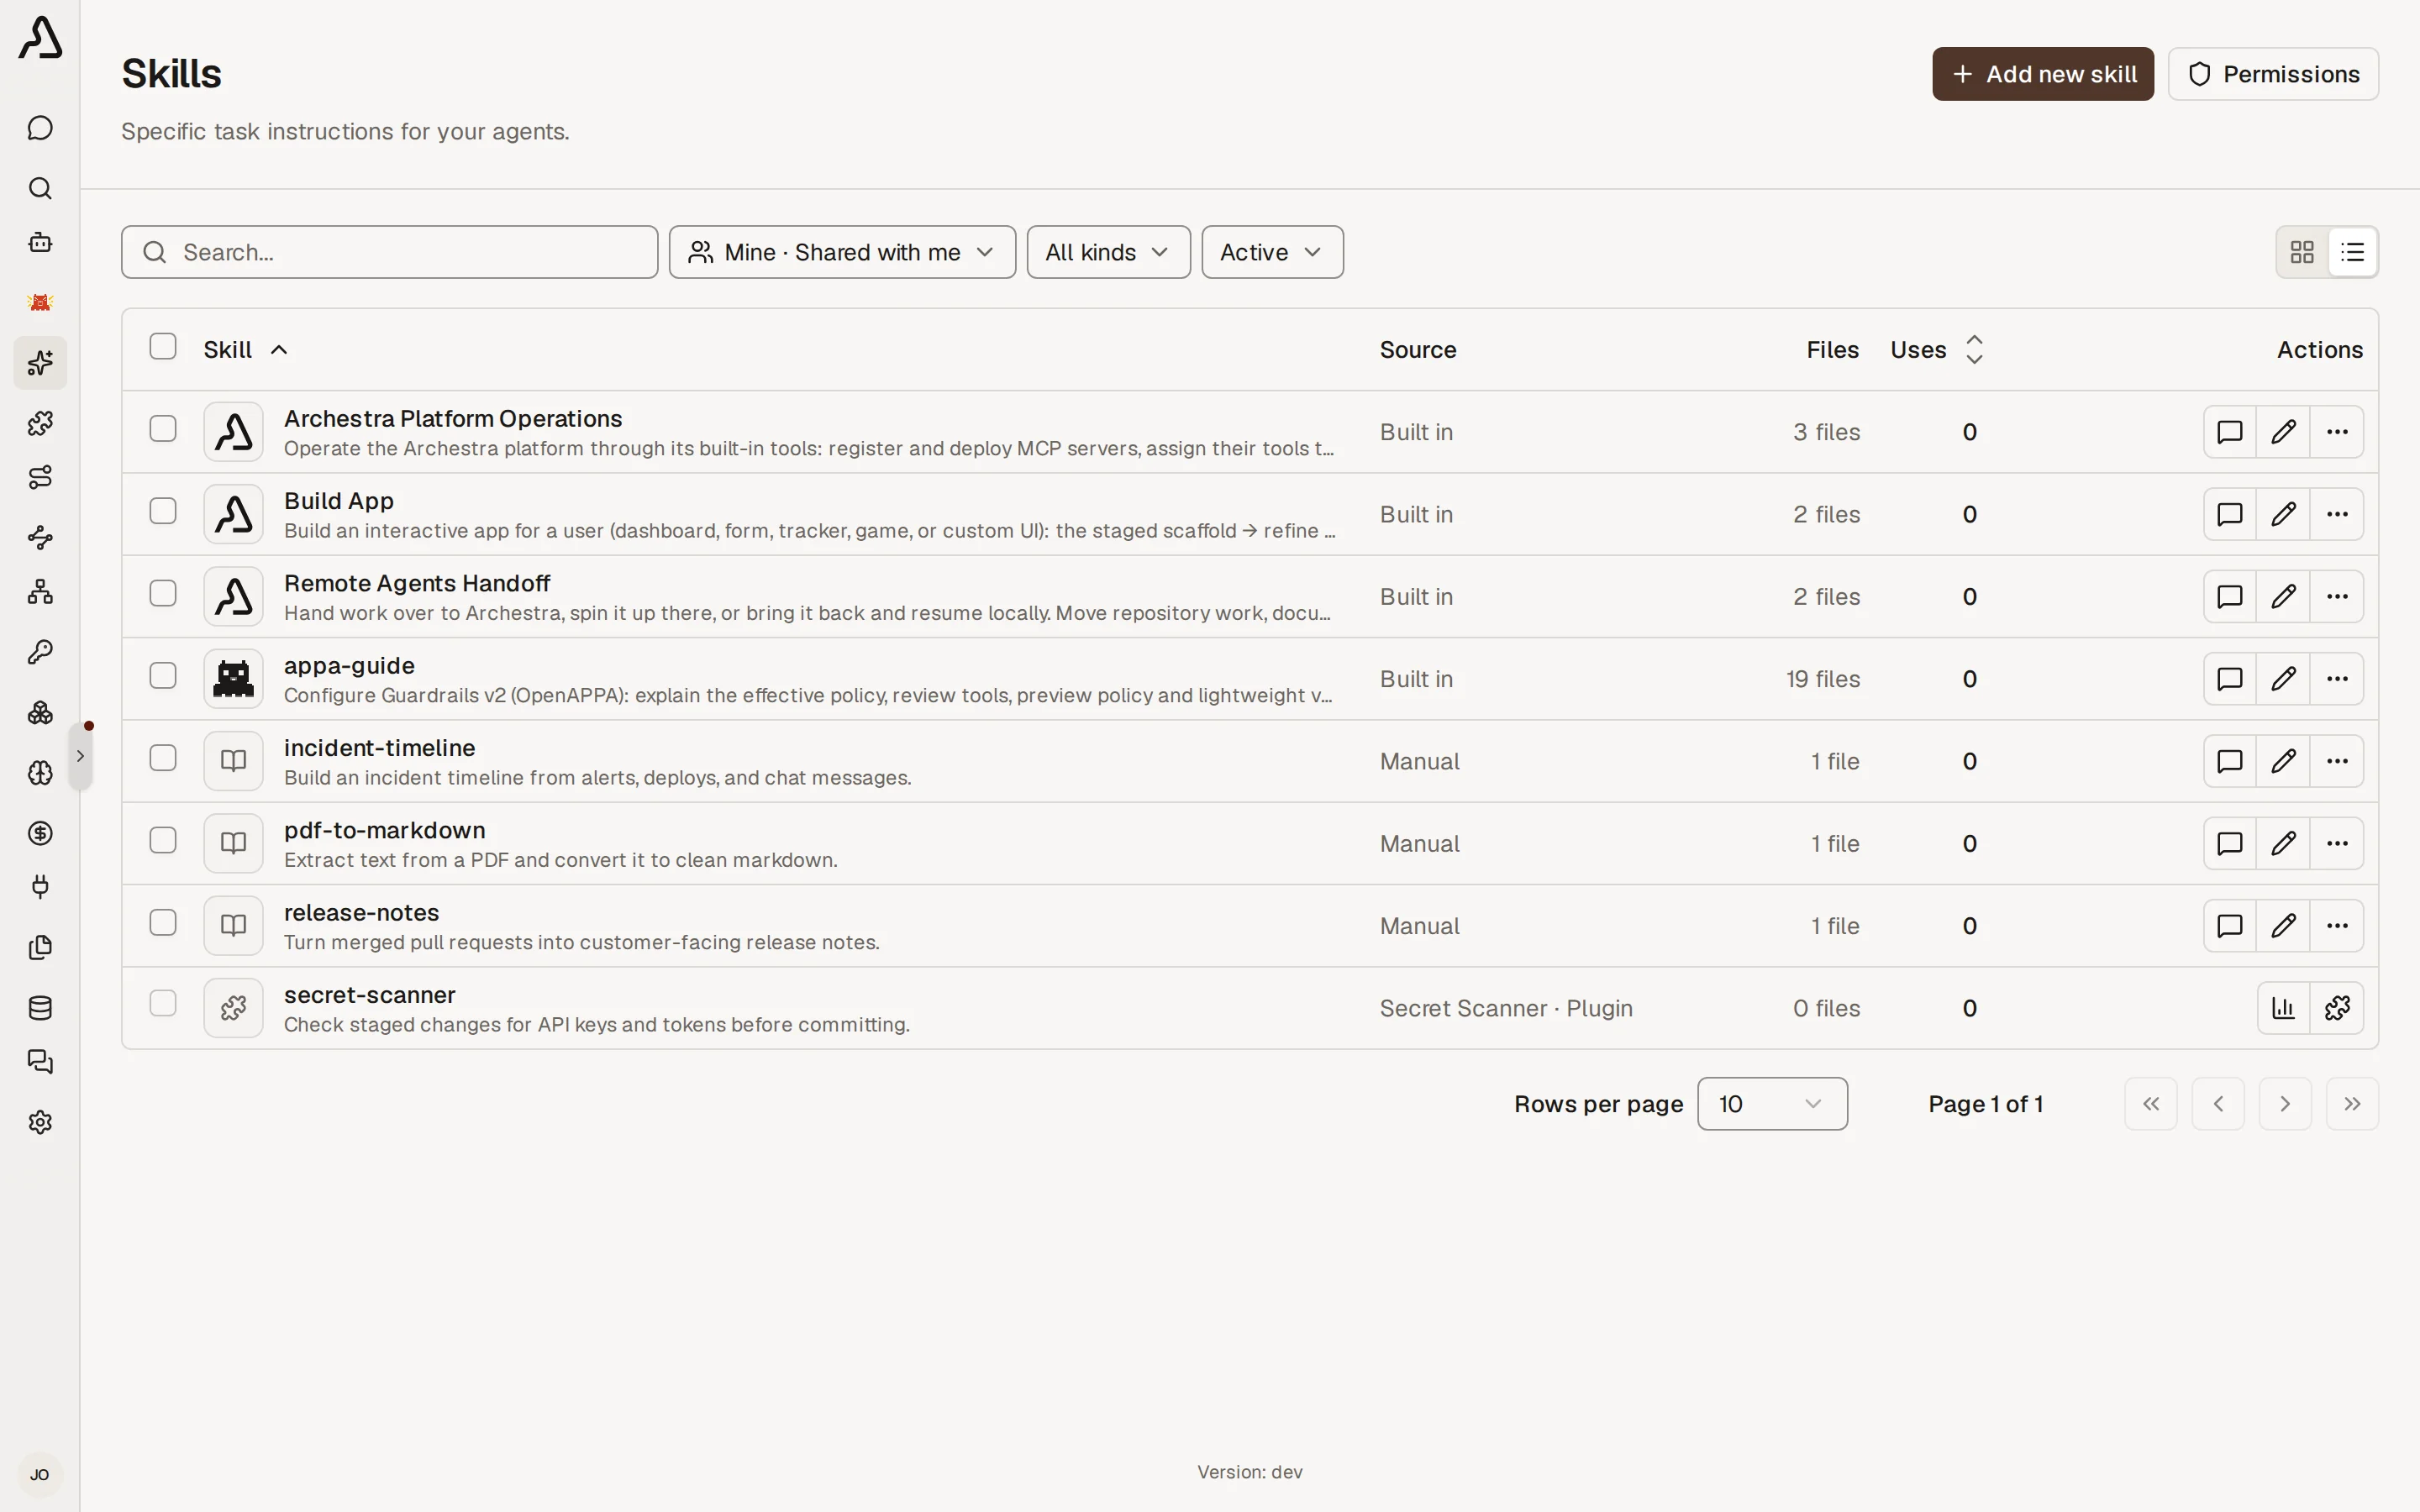 Skills
Specific task instructions for your agents.
Add new skill
Permissions
Search...
Mine · Shared with me
All kinds
Active
Skill
Source
Files
Uses
Actions
Archestra Platform Operations
Operate the Archestra platform through its built-in tools: register and deploy MCP servers, assign their tools t...
Built in
3 files
0
Build App
Build an interactive app for a user (dashboard, form, tracker, game, or custom UI): the staged scaffold → refine ...
Built in
2 files
0
Remote Agents Handoff
Hand work over to Archestra, spin it up there, or bring it back and resume locally. Move repository work, docu...
Built in
2 files
0
appa-guide
Configure Guardrails v2 (OpenAPPA): explain the effective policy, review tools, preview policy and lightweight v...
Built in
19 files
0
incident-timeline
Build an incident timeline from alerts, deploys, and chat messages.
Manual
1 file
0
pdf-to-markdown
Extract text from a PDF and convert it to clean markdown.
Manual
1 file
0
release-notes
Turn merged pull requests into customer-facing release notes.
Manual
1 file
0
secret-scanner
Check staged changes for API keys and tokens before committing.
Secret Scanner · Plugin
0 files
0
Rows per page
10
Page 1 of 1
JO
Version: dev